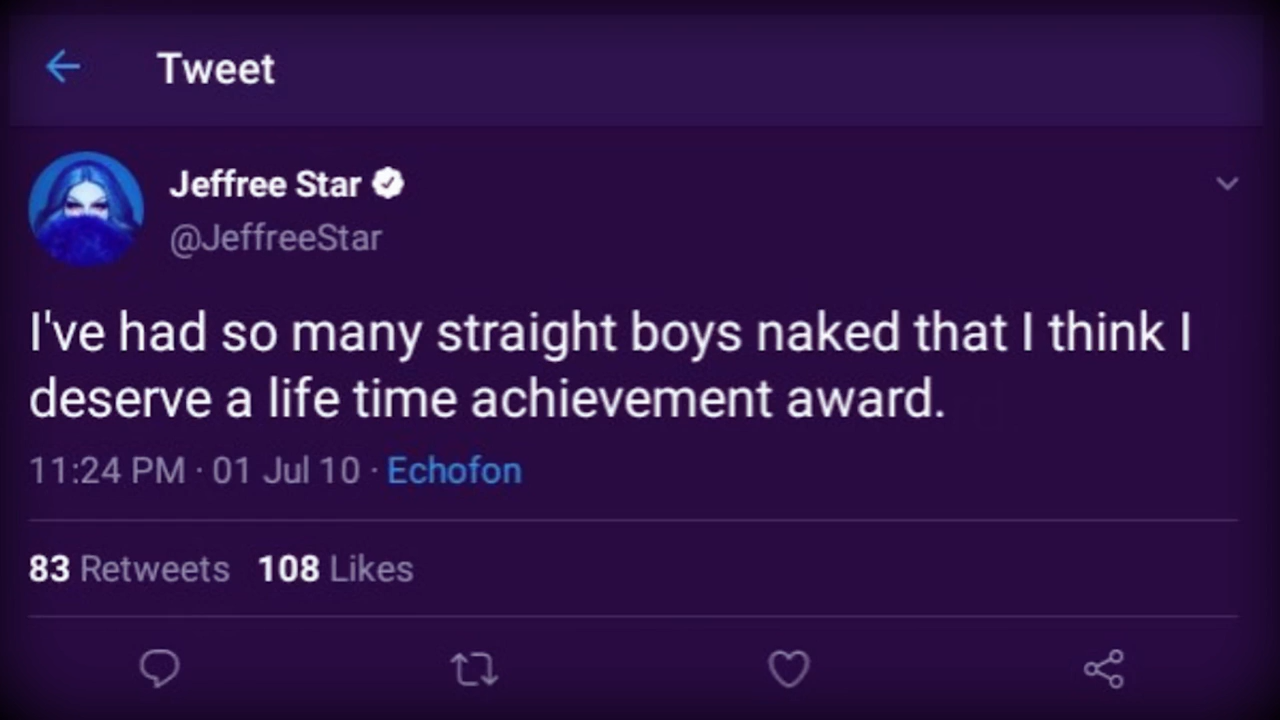 Tweet
Jeffree Star
@JeffreeStar
I've had so many straight boys naked that I think I
deserve a life time achievement award.
11:24 PM · 01 Jul 10 · Echofon
83 Retweets 108 Likes